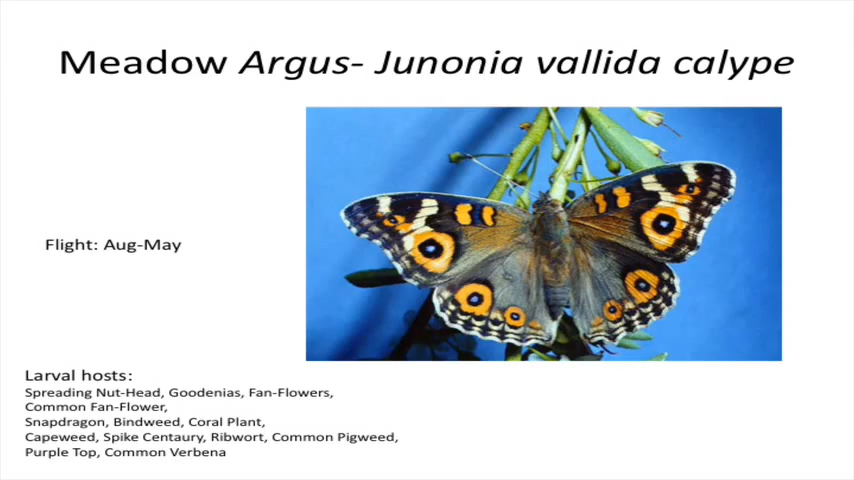 Meadow Argus- Junonia vallida calype
Flight: Aug-May
Larval hosts:
Spreading Nut-Head, Goodenias, Fan-Flowers,
Common Fan-Flower,
Snapdragon, Bindweed, Coral Plant,
Capeweed, Spike Centaury, Ribwort, Common Pigweed,
Purple Top, Common Verbena